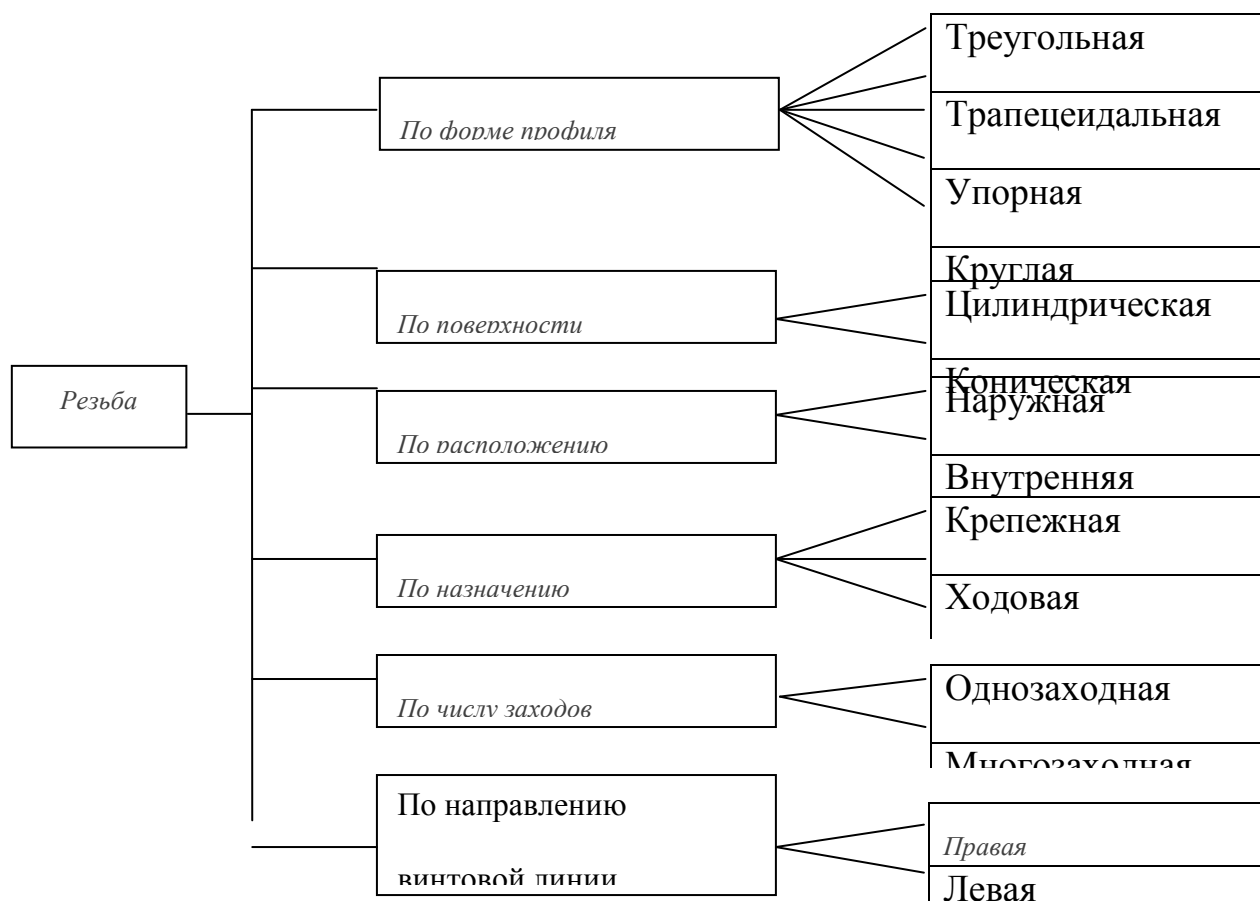 Резьба
По форме профиля
Треугольная
Трапецеидальная
Упорная
Круглая
По поверхности
Цилиндрическая
Коническая
По расположению
Наружная
Внутренняя
По назначению
Крепежная
Ходовая
По числу заходов
Однозаходная
Многозаходная
По направлению
винтовой линии
Правая
Левая